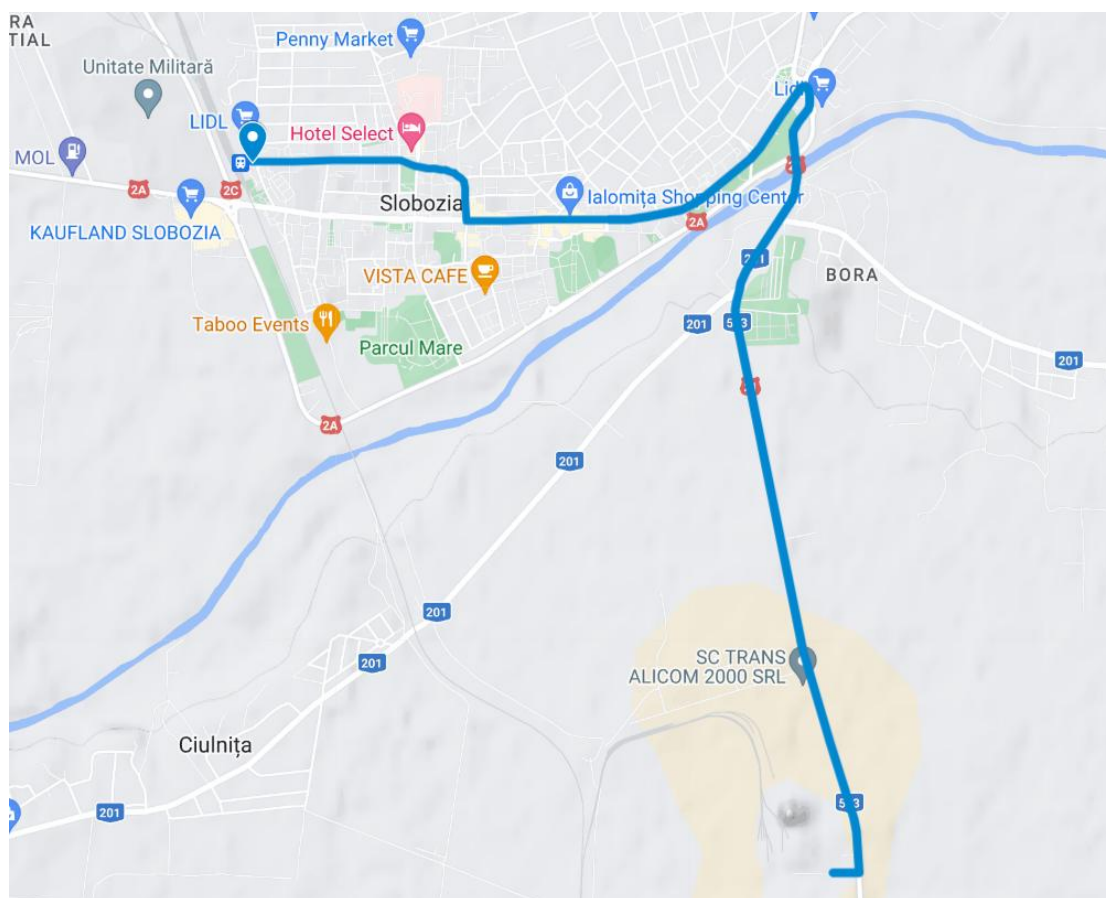 RA
TIAL
Penny Market
Unitate Militară
Lidl
LIDL
Hotel Select
MOL
2A
2C
Slobozia
Ialomița Shopping Center
KAUFLAND SLOBOZIA
2A
VISTA CAFE
BORA
201
Taboo Events
Parcul Mare
201
2A
201
201
201
SC TRANS
ALICOM 2000 SRL
Ciulnița
201